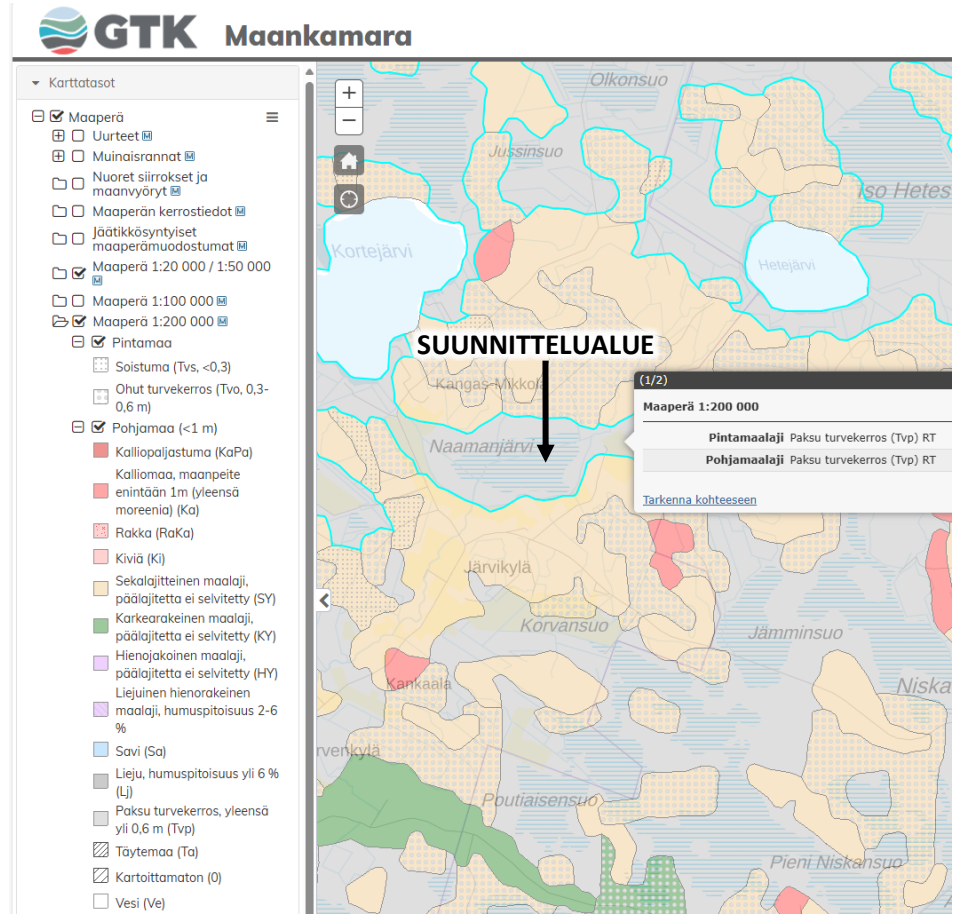 GTK Maankamara
Karttatasot
Maaperä
Uurteet M
Muinaisrannat M
Nuoret siirrokset ja
maanvyöryt M
Maaperän kerrostiedot M
Jäätikkösyntyiset
maaperämuodostumat M
Maaperä 1:20 000 / 1:50 000
M
Maaperä 1:100 000 M
Maaperä 1:200 000 M
Pintamaa
Soistuma (Tvs, <0,3)
Ohut turvekerros (Tvo, 0,3-
0,6 m)
Pohjamaa (<1 m)
Kalliopaljastuma (KaPa)
Kalliomaa, maanpeite
enintään 1m (yleensä
moreenia) (Ka)
Rakka (RaKa)
Kiviä (Ki)
Sekalajitteinen maalaji,
päälajitetta ei selvitetty (SY)
Karkearakeinen maalaji,
päälajitetta ei selvitetty (KY)
Hienojakoinen maalaji,
päälajitetta ei selvitetty (HY)
Liejuinen hienorakeinen
maalaji, humuspitoisuus 2-6
%
Savi (Sa)
Lieju, humuspitoisuus yli 6 %
(Lj)
Paksu turvekerros, yleensä
yli 0,6 m (Tvp)
Täytemaa (Ta)
Kartoittamaton (0)
Vesi (Ve)
+
−
Olkonsuo
Jussinsuo
Iso Hetes
Kortejärvi
Hetejärvi
SUUNNITTELUALUE
Kangas-Mikkola
(1/2)
Maaperä 1:200 000
Pintamaalaji Paksu turvekerros (Tvp) RT
Pohjamaalaji Paksu turvekerros (Tvp) RT
Tarkenna kohteeseen
Naamanjärvi
Järvikylä
Korvansuo
Jämminsuo
Kankaala
Niska
rvenkylä
Poutiaisensuo
Pieni Niskansuo